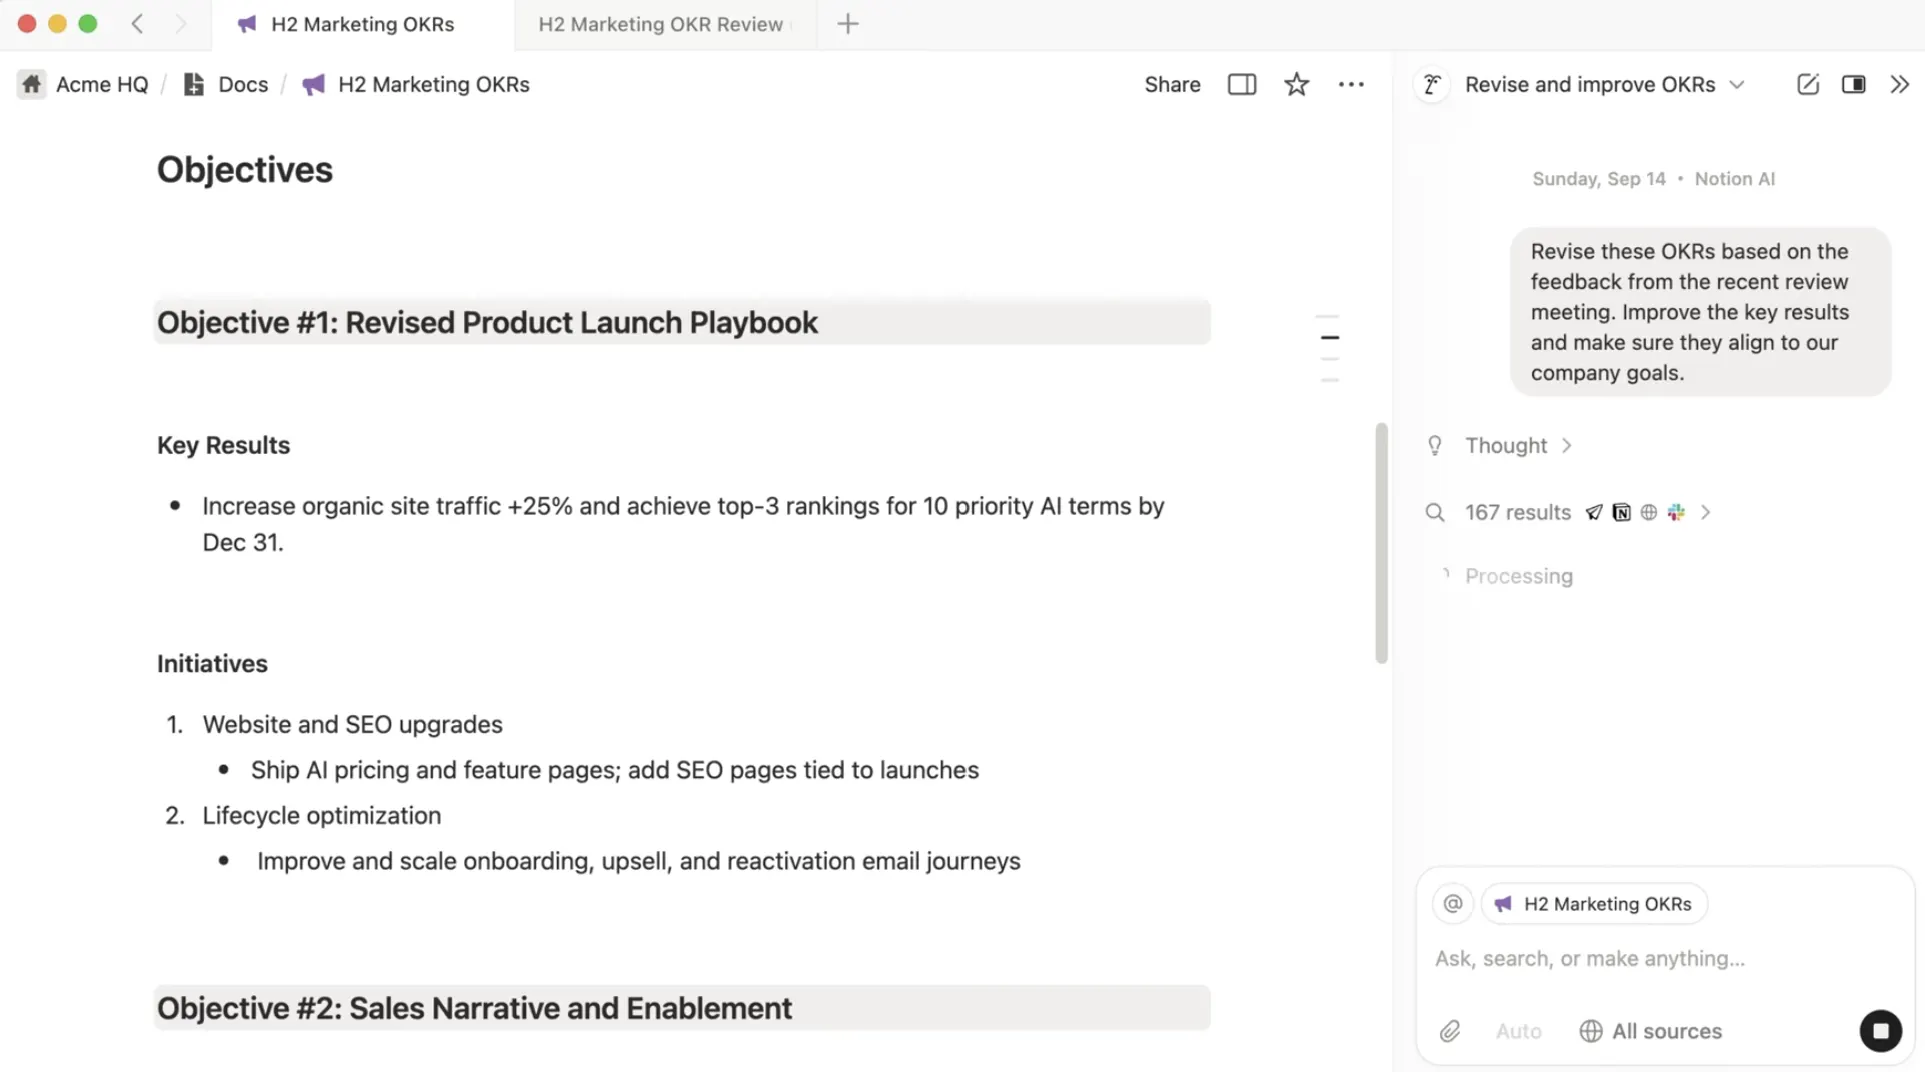 H2 Marketing OKRs
H2 Marketing OKR Review
Acme HQ / Docs / H2 Marketing OKRs
Share
Revise and improve OKRs
Objectives
Objective #1: Revised Product Launch Playbook
Key Results
• Increase organic site traffic +25% and achieve top-3 rankings for 10 priority AI terms by
Dec 31.
Initiatives
1. Website and SEO upgrades
• Ship AI pricing and feature pages; add SEO pages tied to launches
2. Lifecycle optimization
• Improve and scale onboarding, upsell, and reactivation email journeys
Objective #2: Sales Narrative and Enablement
Sunday, Sep 14 • Notion AI
Revise these OKRs based on the
feedback from the recent review
meeting. Improve the key results
and make sure they align to our
company goals.
Thought
167 results
Processing
@ H2 Marketing OKRs
Ask, search, or make anything...
Auto All sources